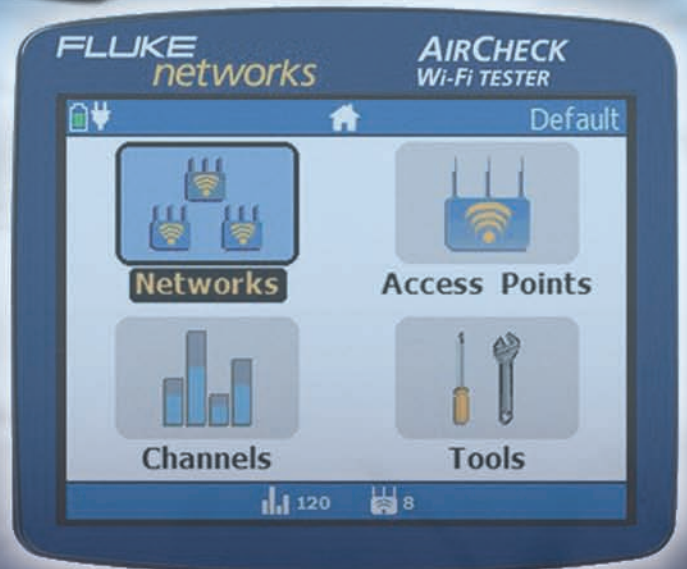 FLUKE networks
AIRCHECK
WI-FI TESTER
Default
Networks
Access Points
Channels
Tools
120
8